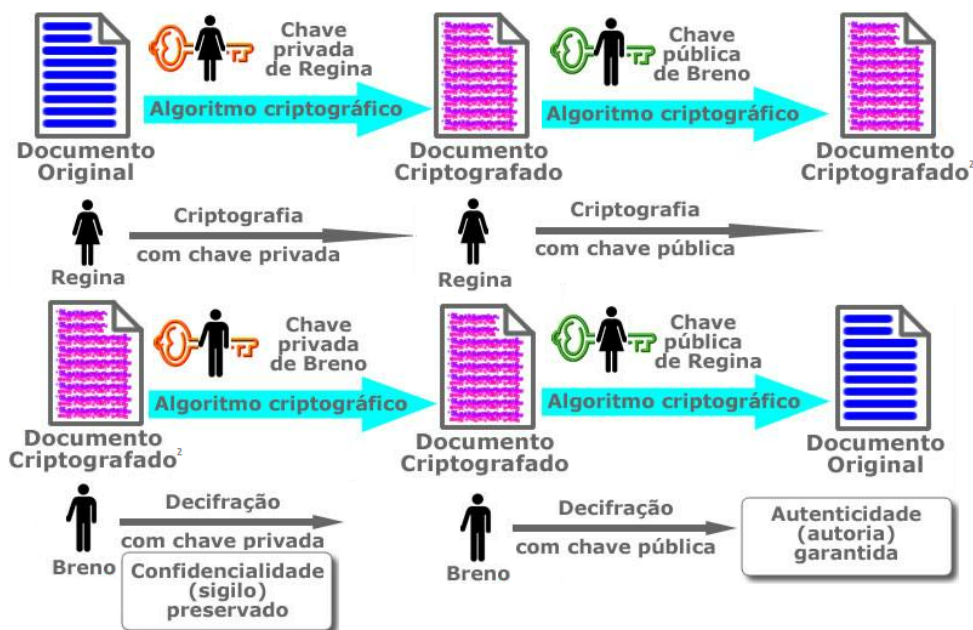 Chave
privada
de Regina
Algoritmo criptográfico
Chave
pública
de Breno
Algoritmo criptográfico
Documento
Original
Documento
Criptografado
Documento
Criptografado²
Regina
Criptografia
com chave privada
Regina
Criptografia
com chave pública
Chave
privada
de Breno
Algoritmo criptográfico
Chave
pública
de Regina
Algoritmo criptográfico
Documento
Criptografado²
Documento
Criptografado
Documento
Original
Breno
Decifração
com chave privada
Confidencialidade
(sigilo)
preservado
Breno
Decifração
com chave pública
Autenticidade
(autoria)
garantida